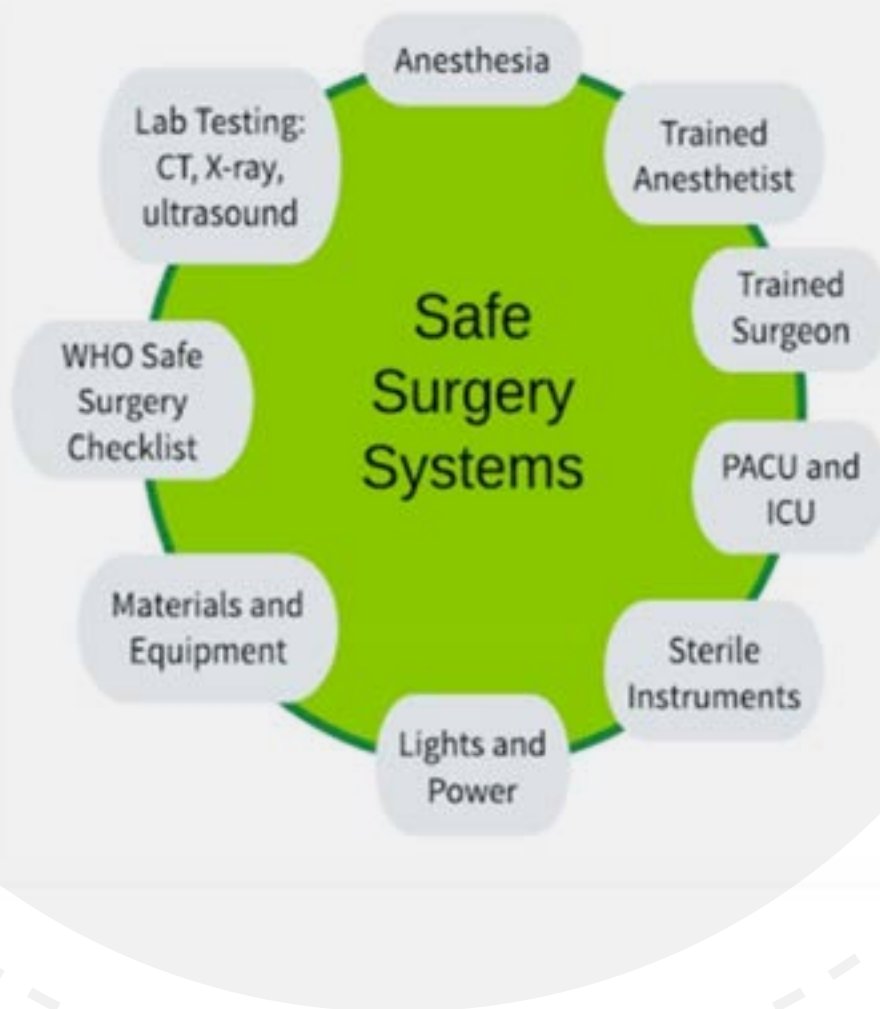 Anesthesia
Trained
Anesthetist
Trained
Surgeon
PACU and
ICU
Sterile
Instruments
Lights and
Power
Materials and
Equipment
WHO Safe
Surgery
Checklist
Lab Testing:
CT, X-ray,
ultrasound
Safe
Surgery
Systems